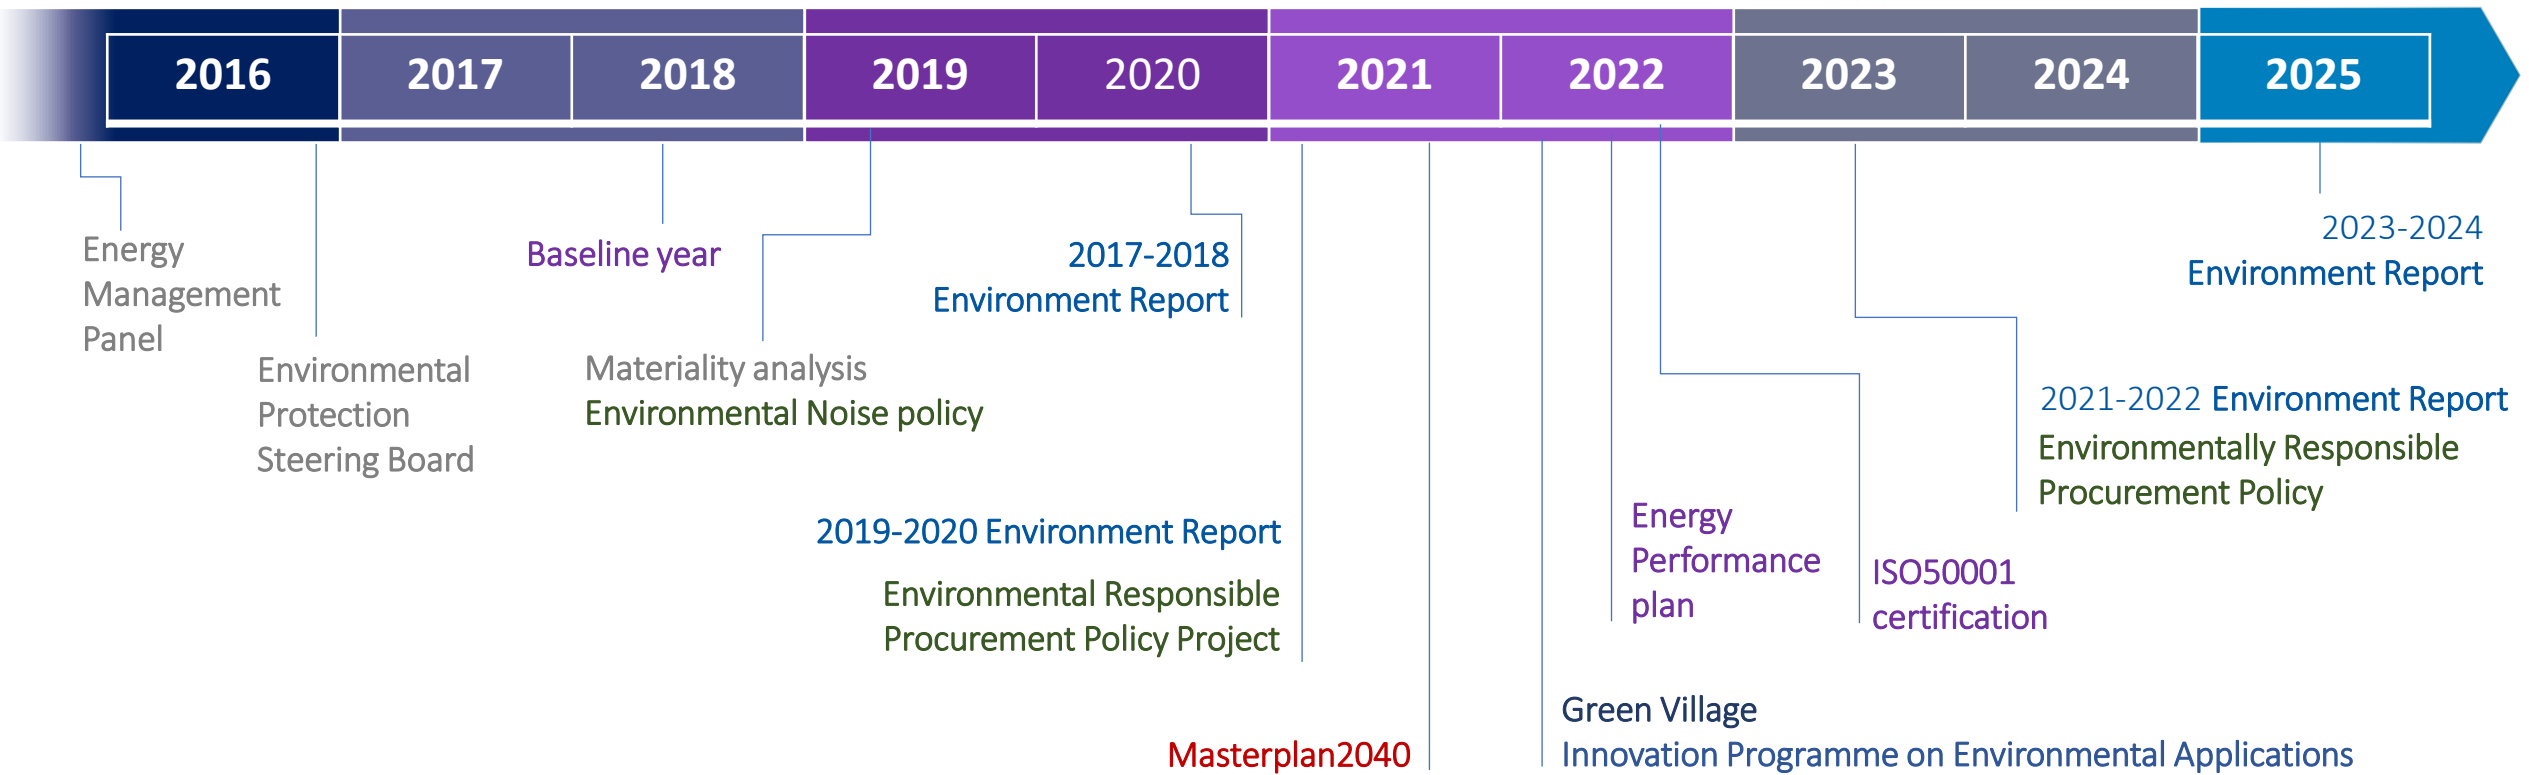 2016
2017
2018
2019
2020
2021
2022
2023
2024
2025
Energy
Management
Panel
Environmental
Protection
Steering Board
Baseline year
Materiality analysis
Environmental Noise policy
2017-2018
Environment Report
2019-2020 Environment Report
Environmental Responsible
Procurement Policy Project
Masterplan2040
Green Village
Innovation Programme on Environmental Applications
Energy
Performance
plan
ISO50001
certification
2021-2022 Environment Report
Environmentally Responsible
Procurement Policy
2023-2024
Environment Report